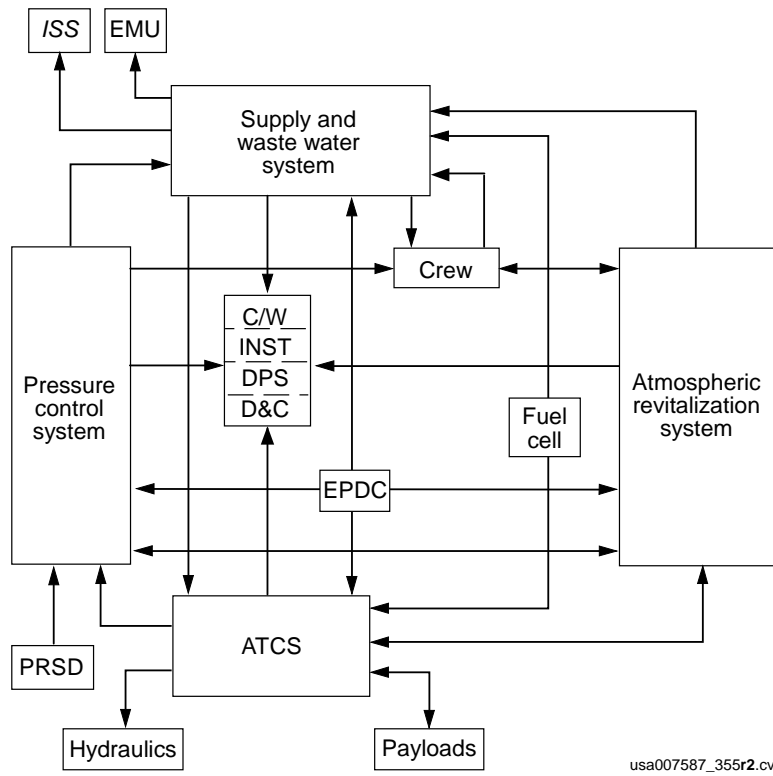 ISS
EMU
Supply and
waste water
system
Crew
C/W
INST
DPS
D&C
Pressure
control
system
Atmospheric
revitalization
system
Fuel
cell
EPDC
ATCS
PRSD
Hydraulics
Payloads
usa007587_355r2.cv